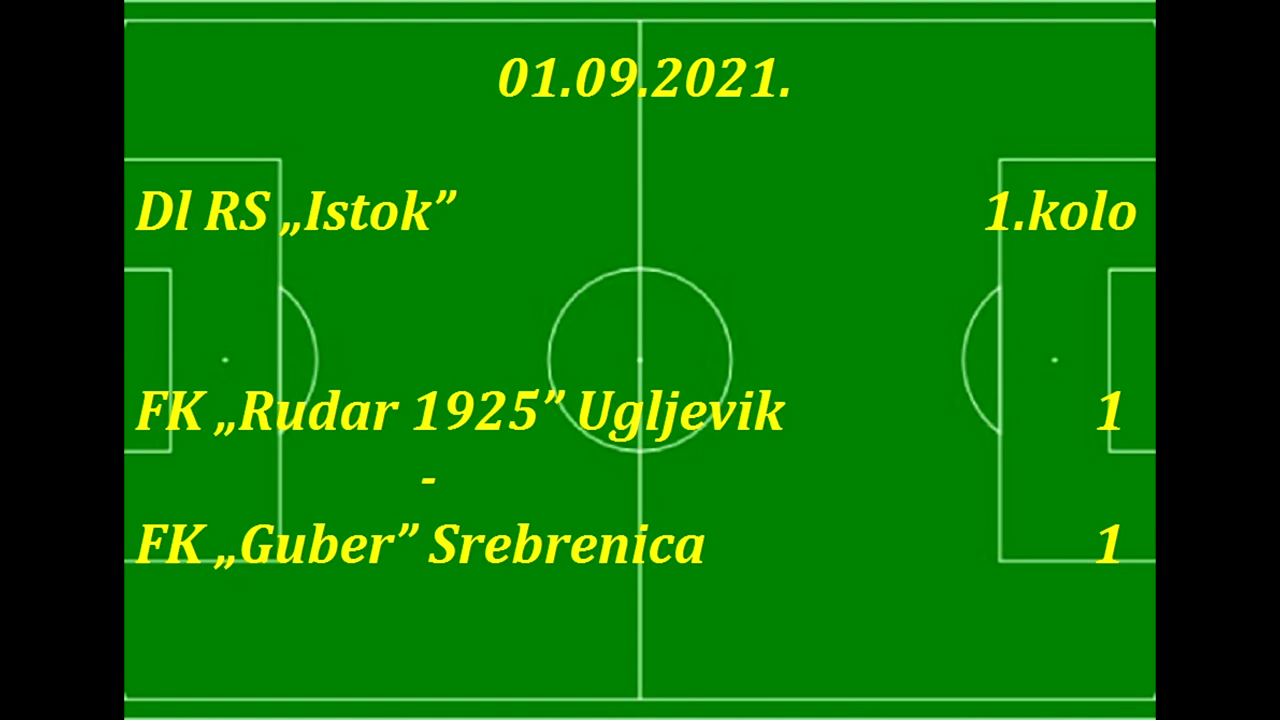 01.09.2021.
Dl RS „Istok” 1.kolo
FK „Rudar 1925” Ugljevik 1
-
FK „Guber” Srebrenica 1